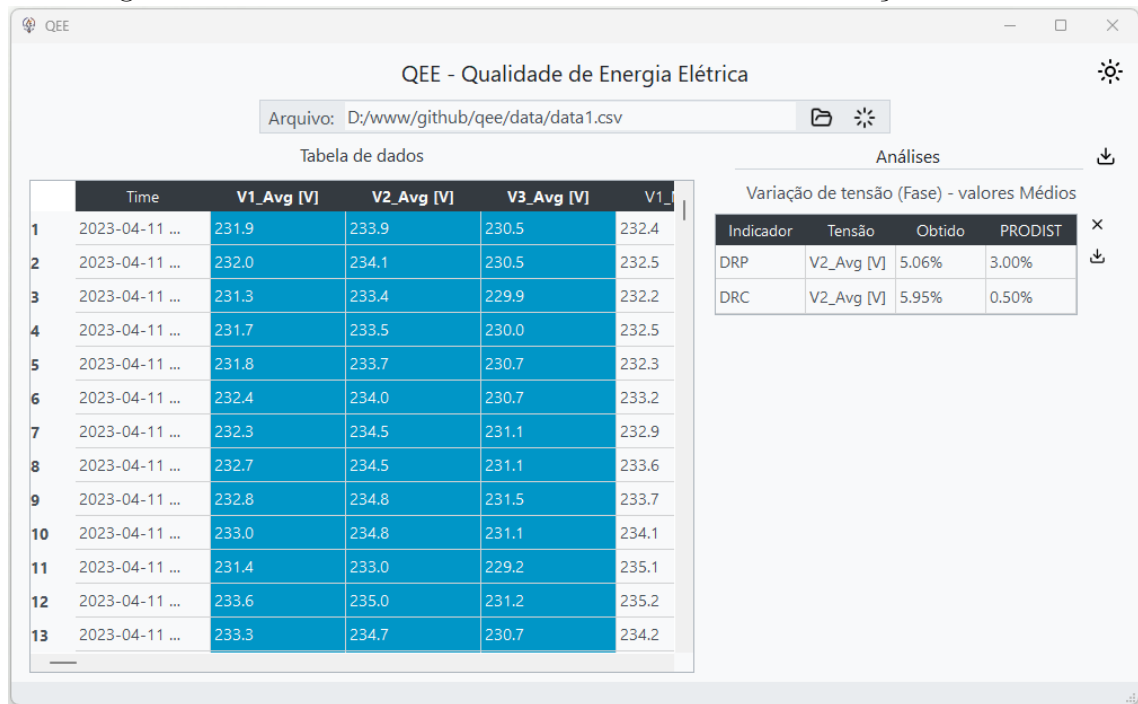 QEE
QEE - Qualidade de Energia Elétrica
Arquivo: D:/www/github/qee/data/data1.csv
Tabela de dados
Time V1_Avg [V] V2_Avg [V] V3_Avg [V]
1 2023-04-11 ... 231.9 233.9 230.5 232.4
2 2023-04-11 ... 232.0 234.1 230.5 232.5
3 2023-04-11 ... 231.3 233.4 229.9 232.2
4 2023-04-11 ... 231.7 233.5 230.0 232.5
5 2023-04-11 ... 231.8 233.7 230.7 232.3
6 2023-04-11 ... 232.4 234.0 230.7 233.2
7 2023-04-11 ... 232.3 234.5 231.1 232.9
8 2023-04-11 ... 232.7 234.5 231.1 233.6
9 2023-04-11 ... 232.8 234.8 231.5 233.7
10 2023-04-11 ... 233.0 234.8 231.1 234.1
11 2023-04-11 ... 231.4 233.0 229.2 235.1
12 2023-04-11 ... 233.6 235.0 231.2 235.2
13 2023-04-11 ... 233.3 234.7 230.7 234.2
Análises
Variação de tensão (Fase) - valores Médios
Indicador Tensão Obtido PRODIST
DRP V2_Avg [V] 5.06% 3.00%
DRC V2_Avg [V] 5.95% 0.50%